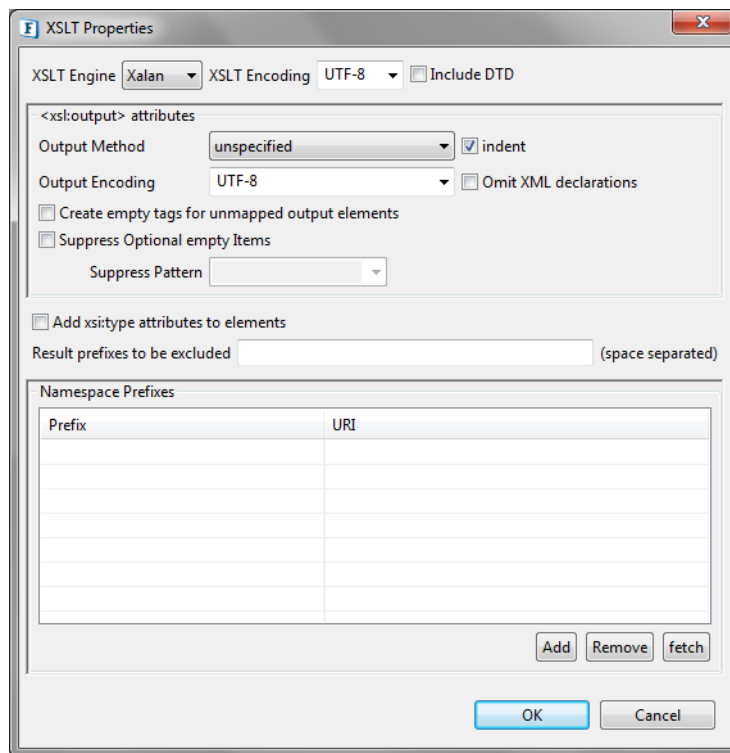 F XSLT Properties
XSLT Engine Xalan XSLT Encoding UTF-8 Include DTD
<xsl:output> attributes
Output Method unspecified indent
Output Encoding UTF-8 Omit XML declarations
Create empty tags for unmapped output elements
Suppress Optional empty Items
Suppress Pattern
Add xsi:type attributes to elements
Result prefixes to be excluded (space separated)
Namespace Prefixes
Prefix URI
Add Remove fetch
OK Cancel